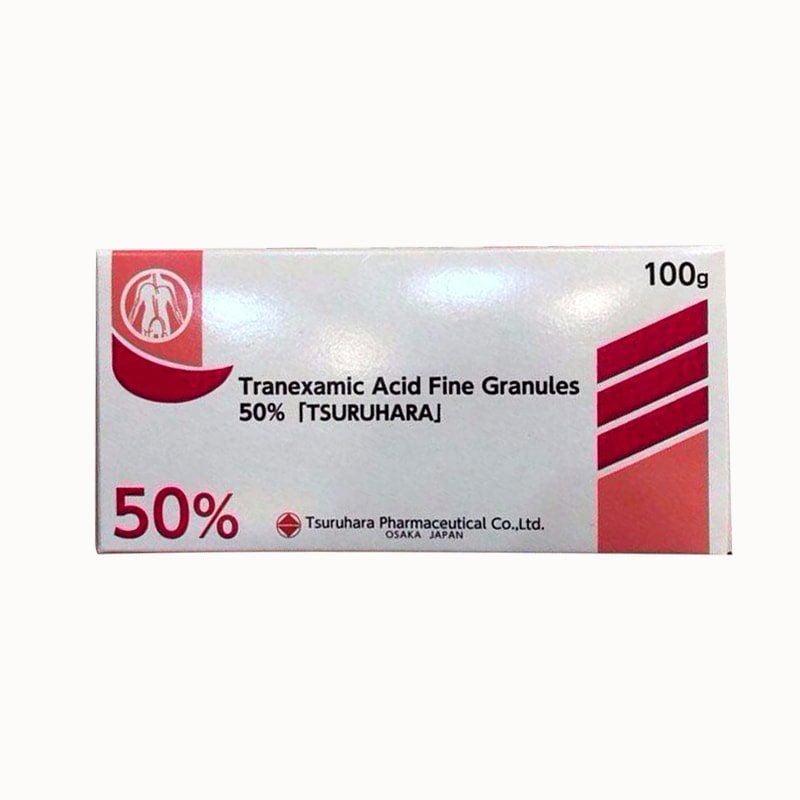 100g
Tranexamic Acid Fine Granules
50%「TSURUHARA」
50%
Tsuruhara Pharmaceutical Co.,Ltd.
OSAKA JAPAN